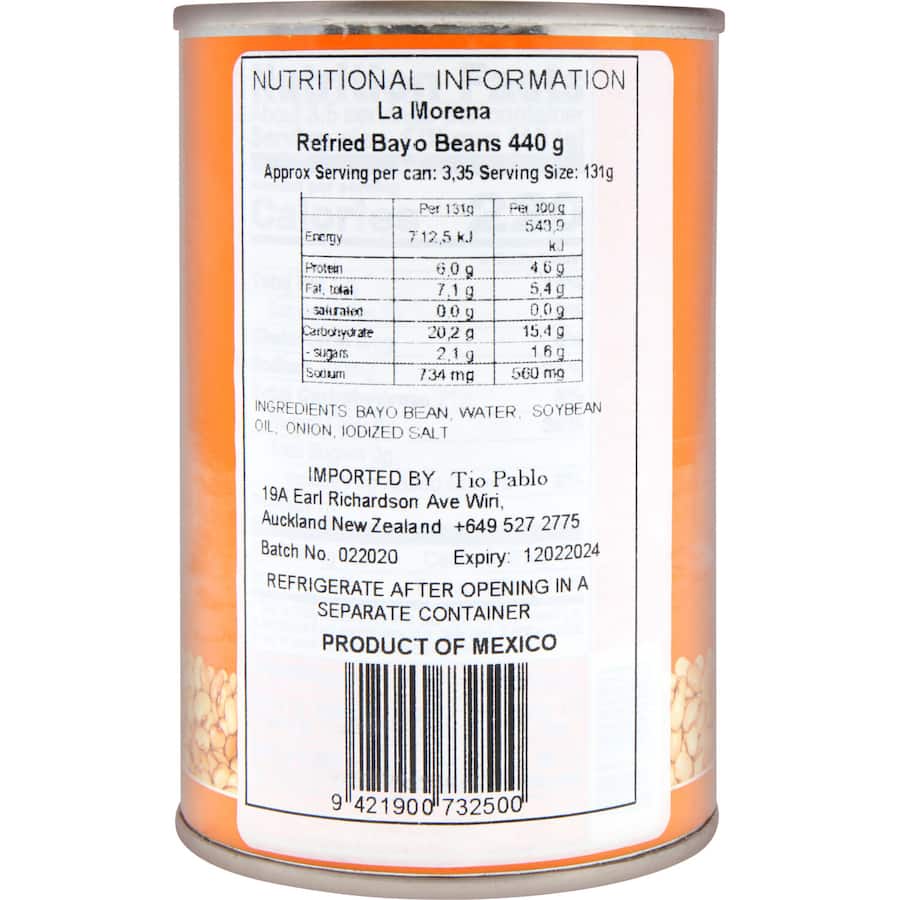 NUTRITIONAL INFORMATION
La Morena
Refried Bayo Beans 440 g
Approx Serving per can: 3,35 Serving Size: 131g
Per 131g Per 100 g
Energy 712,5 kJ 543,9 kJ
Protein 6,0 g 4,6 g
Fat, total 7,1 g 5,4 g
- saturated 0,0 g 0,0 g
Carbohydrate 20,2 g 15,4 g
- sugars 2,1 g 1,6 g
Sodium 734 mg 560 mg
INGREDIENTS BAYO BEAN, WATER, SOYBEAN
OIL, ONION, IODIZED SALT
IMPORTED BY Tio Pablo
19A Earl Richardson Ave Wiri,
Auckland New Zealand +649 527 2775
Batch No. 022020 Expiry: 12022024
REFRIGERATE AFTER OPENING IN A
SEPARATE CONTAINER
PRODUCT OF MEXICO
9 421900 732500